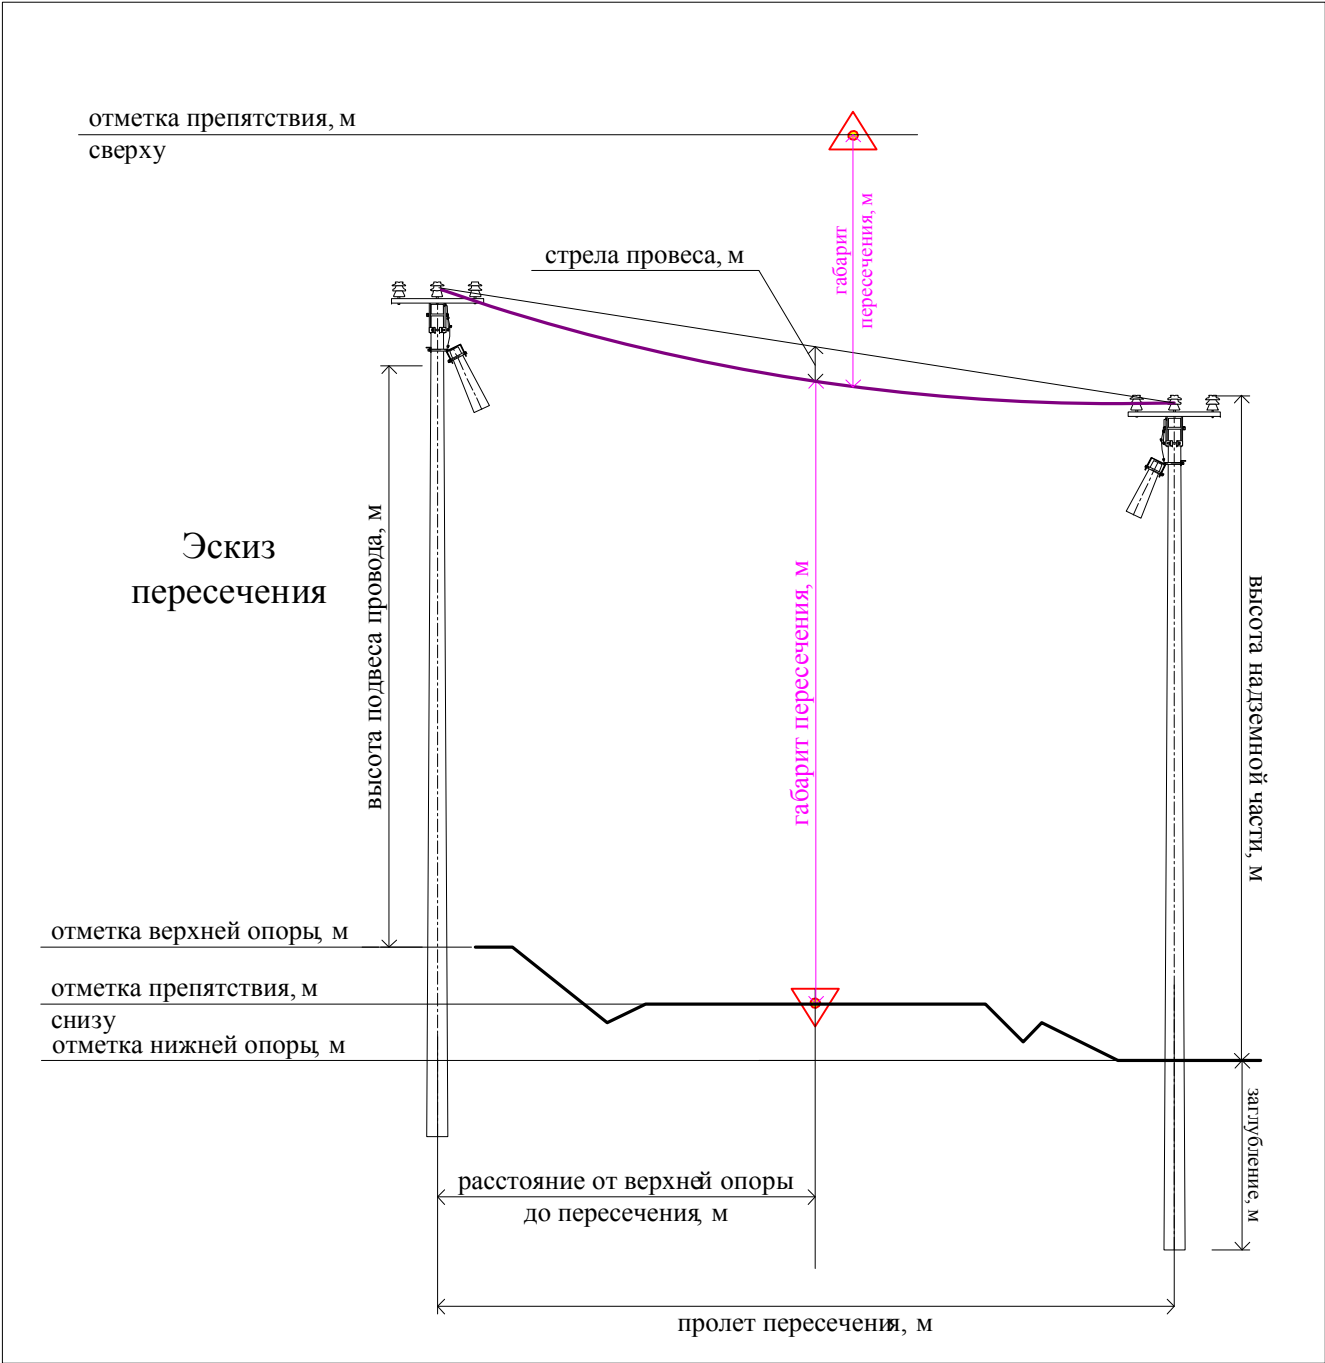 отметка препятствия, м
сверху
габарит
пересечения, м
стрела провеса, м
Эскиз
пересечения
высота подвеса провода, м
габарит пересечения, м
высота надземной части, м
отметка верхней опоры, м
отметка препятствия, м
снизу
отметка нижней опоры, м
заглубление, м
расстояние от верхней опоры
до пересечения, м
пролет пересечения, м